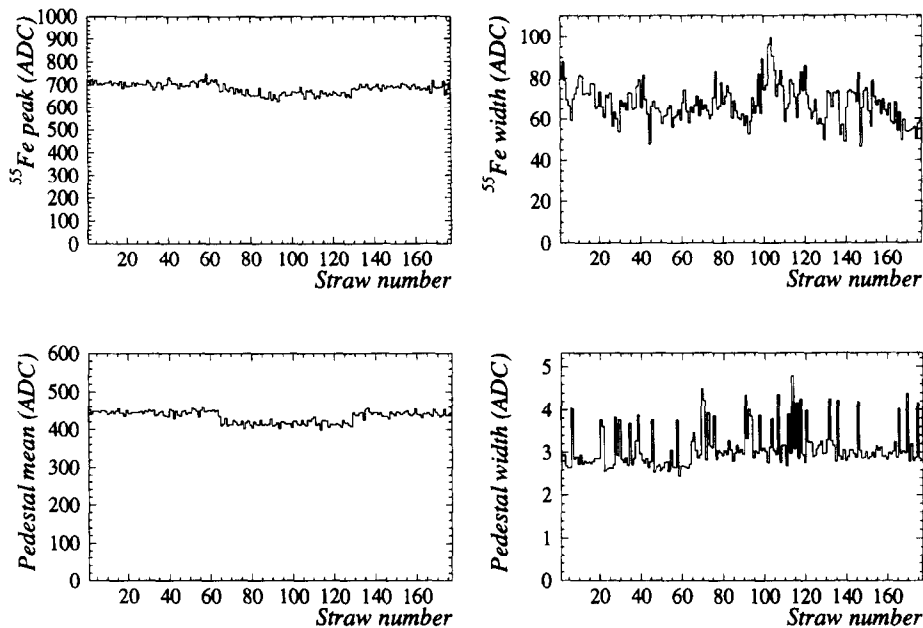 ⁵⁵Fe peak (ADC)
1000
900
800
700
600
500
400
300
200
100
0
20 40 60 80 100 120 140 160
Straw number
⁵⁵Fe width (ADC)
100
80
60
40
20
0
20 40 60 80 100 120 140 160
Straw number
Pedestal mean (ADC)
600
500
400
300
200
100
0
20 40 60 80 100 120 140 160
Straw number
Pedestal width (ADC)
5
4
3
2
1
0
20 40 60 80 100 120 140 160
Straw number